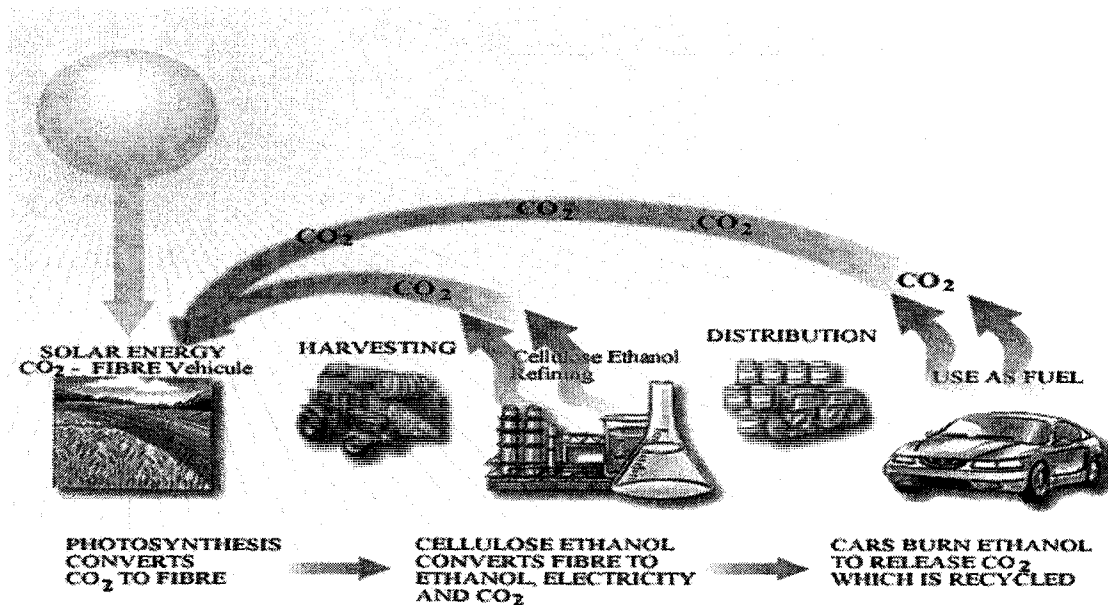 CO₂
CO₂
CO₂
CO₂
CO₂
SOLAR ENERGY
CO₂ - FIBRE Vehicule
HARVESTING
Cellulose Ethanol
Refining
DISTRIBUTION
USE AS FUEL
PHOTOSYNTHESIS
CONVERTS
CO₂ TO FIBRE
CELLULOSE ETHANOL
CONVERTS FIBRE TO
ETHANOL, ELECTRICITY
AND CO₂
CARS BURN ETHANOL
TO RELEASE CO₂
WHICH IS RECYCLED